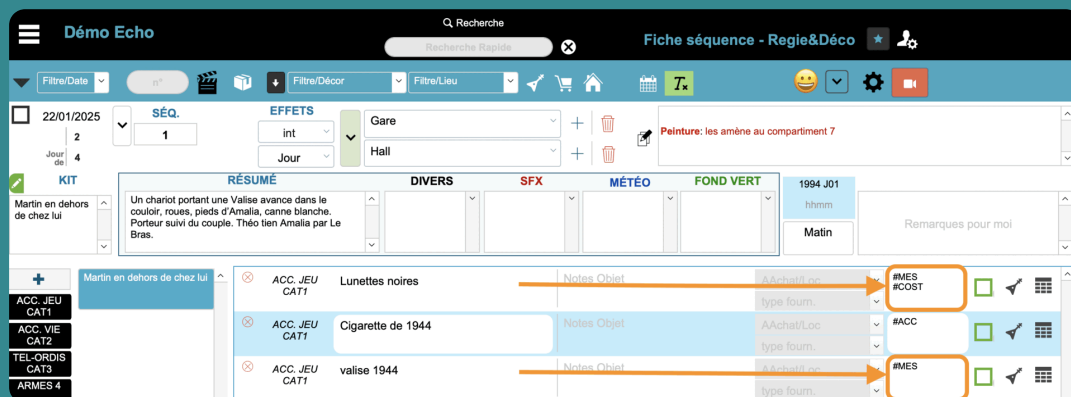 Démo Echo
Recherche
Recherche Rapide
Fiche séquence - Regie&Déco
Filtre/Date
n°
Filtre/Décor
Filtre/Lieu
Tx
22/01/2025
2
Jour de 4
SÉQ.
1
EFFETS
int
Jour
Gare
Hall
Peinture: les amène au compartiment 7
KIT
Martin en dehors
de chez lui
RÉSUMÉ
Un chariot portant une Valise avance dans le
couloir, roues, pieds d'Amalia, canne blanche.
Porteur suivi du couple. Théo tien Amalia par Le
Bras.
DIVERS
SFX
MÉTÉO
FOND VERT
1994 J01
hhmm
Matin
Remarques pour moi
+
ACC. JEU
CAT1
ACC. VIE
CAT2
TEL-ORDIS
CAT3
ARMES 4
Martin en dehors de chez lui
ACC. JEU
CAT1
Lunettes noires
Notes Objet
AAchat/Loc
type fourn.
#MES
#COST
ACC. JEU
CAT1
Cigarette de 1944
Notes Objet
AAchat/Loc
type fourn.
#ACC
ACC. JEU
CAT1
valise 1944
Notes Objet
AAchat/Loc
type fourn.
#MES